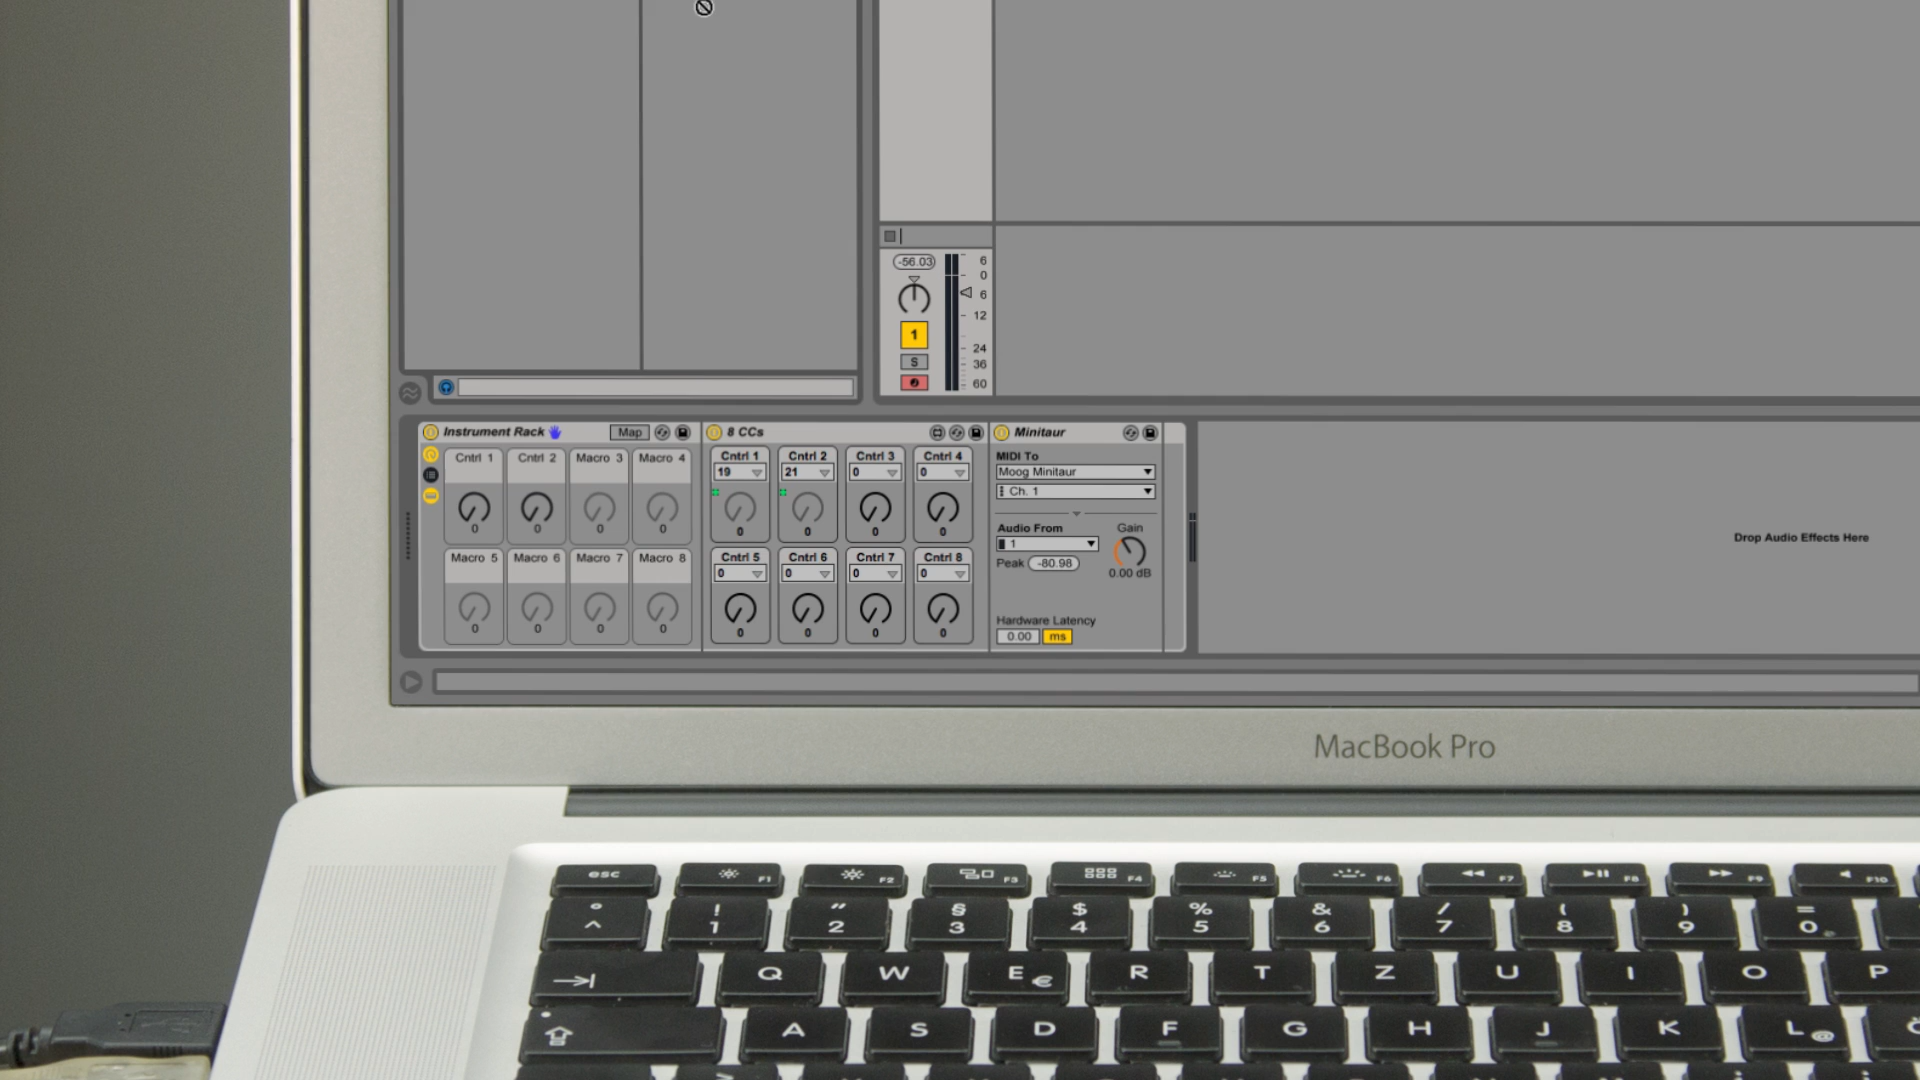 -56.03
6
0
6
12
24
36
60
1
S
Instrument Rack
Map
Cntrl 1
Cntrl 2
Macro 3
Macro 4
0
0
0
0
Macro 5
Macro 6
Macro 7
Macro 8
0
0
0
0
8 CCs
Cntrl 1
Cntrl 2
Cntrl 3
Cntrl 4
19
21
0
0
0
0
0
0
Cntrl 5
Cntrl 6
Cntrl 7
Cntrl 8
0
0
0
0
0
0
0
0
Minitaur
MIDI To
Moog Minitaur
Ch. 1
Audio From
Gain
1
Peak -80.98
0.00 dB
Hardware Latency
0.00 ms
Drop Audio Effects Here
MacBook Pro
esc F1 F2 F3 F4 F5 F6 F7 F8 F9 F10
° ! " § $ % & / ( ) =
^ 1 2 3 4 5 6 7 8 9 0
Q W E € R T Z U I O P
A S D F G H J K L @